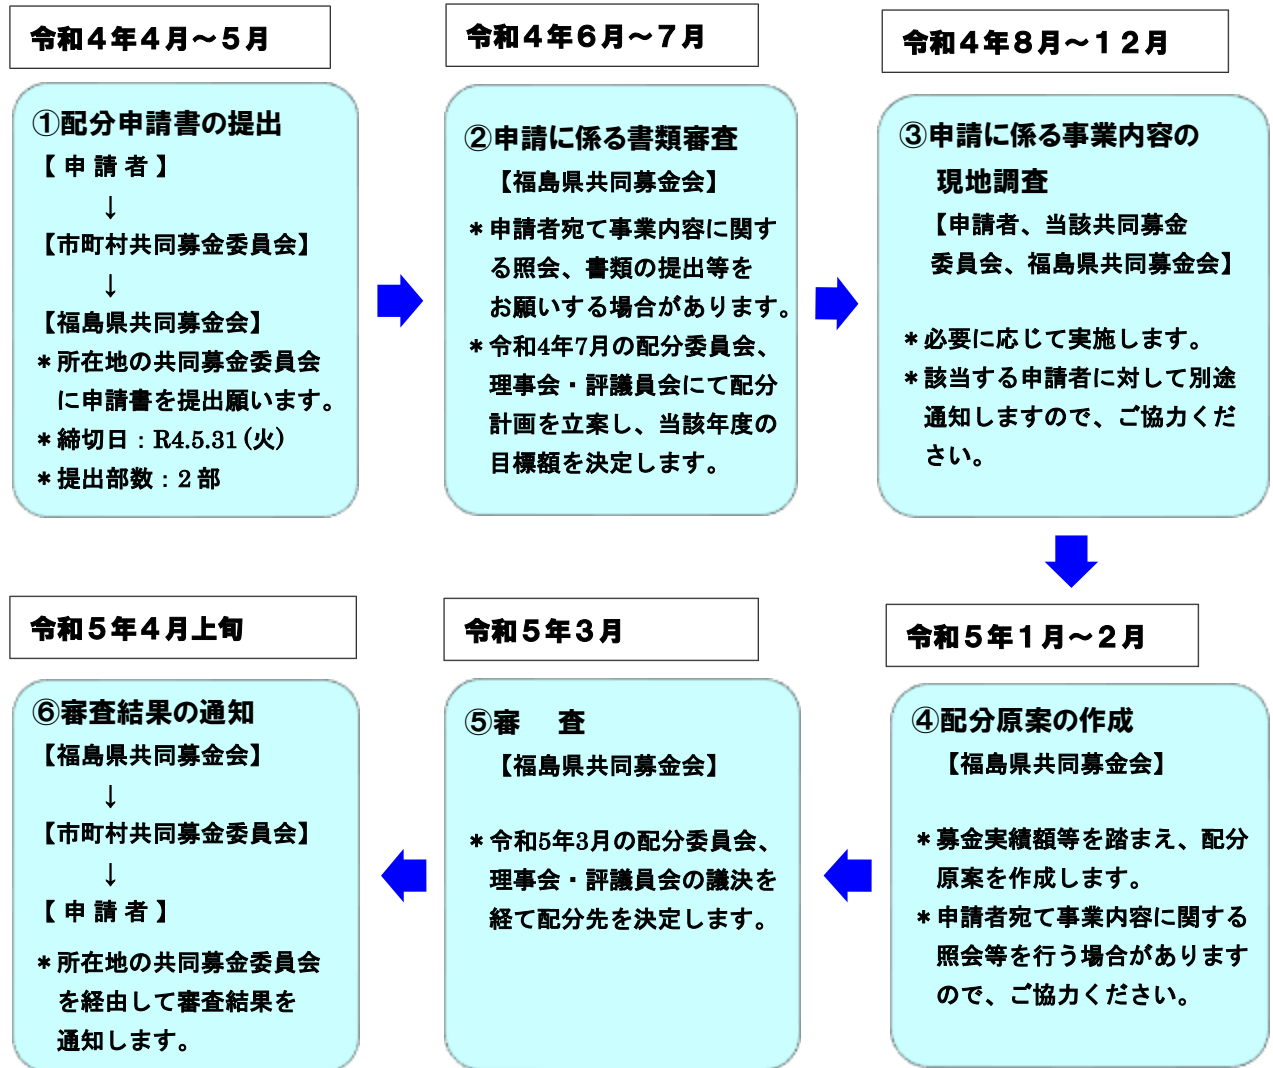 令和４年４月～５月
①配分申請書の提出
【 申 請 者 】
↓
【市町村共同募金委員会】
↓
【福島県共同募金会】
＊所在地の共同募金委員会
に申請書を提出願います。
＊締切日：R4.5.31(火)
＊提出部数：2部
令和４年６月～７月
②申請に係る書類審査
【福島県共同募金会】
＊申請者宛て事業内容に関す
る照会、書類の提出等を
お願いする場合があります。
＊令和4年7月の配分委員会、
理事会・評議員会にて配分
計画を立案し、当該年度の
目標額を決定します。
令和４年８月～１２月
③申請に係る事業内容の
現地調査
【申請者、当該共同募金
委員会、福島県共同募金会】
＊必要に応じて実施します。
＊該当する申請者に対して別途
通知しますので、ご協力くだ
さい。
令和５年１月～２月
④配分原案の作成
【福島県共同募金会】
＊募金実績額等を踏まえ、配分
原案を作成します。
＊申請者宛て事業内容に関する
照会等を行う場合があります
ので、ご協力ください。
令和５年３月
⑤審　査
【福島県共同募金会】
＊令和5年3月の配分委員会、
理事会・評議員会の議決を
経て配分先を決定します。
令和５年４月上旬
⑥審査結果の通知
【福島県共同募金会】
↓
【市町村共同募金委員会】
↓
【 申 請 者 】
＊所在地の共同募金委員会
を経由して審査結果を
通知します。